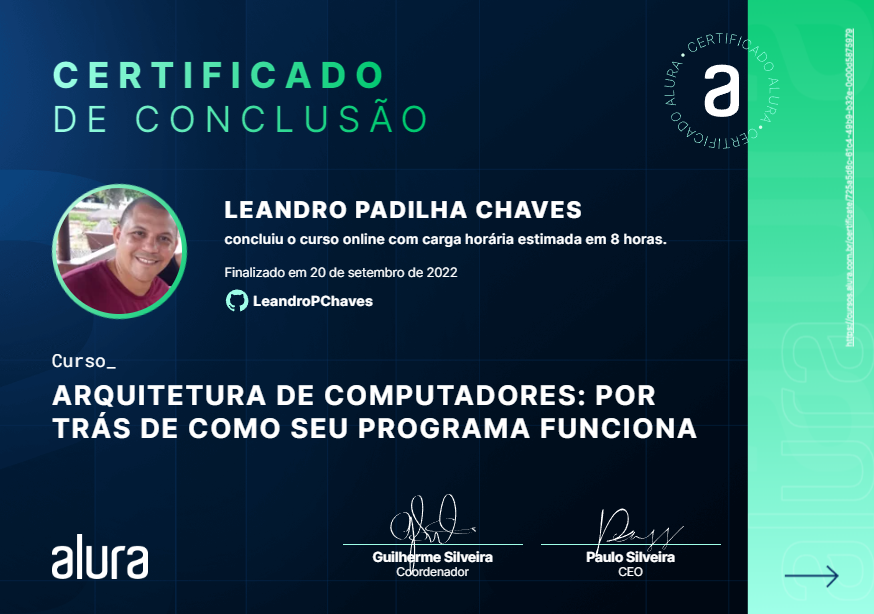 CERTIFICADO
DE CONCLUSÃO
CERTIFICADO ALURA • CERTIFICADO ALURA •
a
LEANDRO PADILHA CHAVES
concluiu o curso online com carga horária estimada em 8 horas.
Finalizado em 20 de setembro de 2022
LeandroPChaves
Curso_
ARQUITETURA DE COMPUTADORES: POR
TRÁS DE COMO SEU PROGRAMA FUNCIONA
alura
Guilherme Silveira
Coordenador
Paulo Silveira
CEO
alura